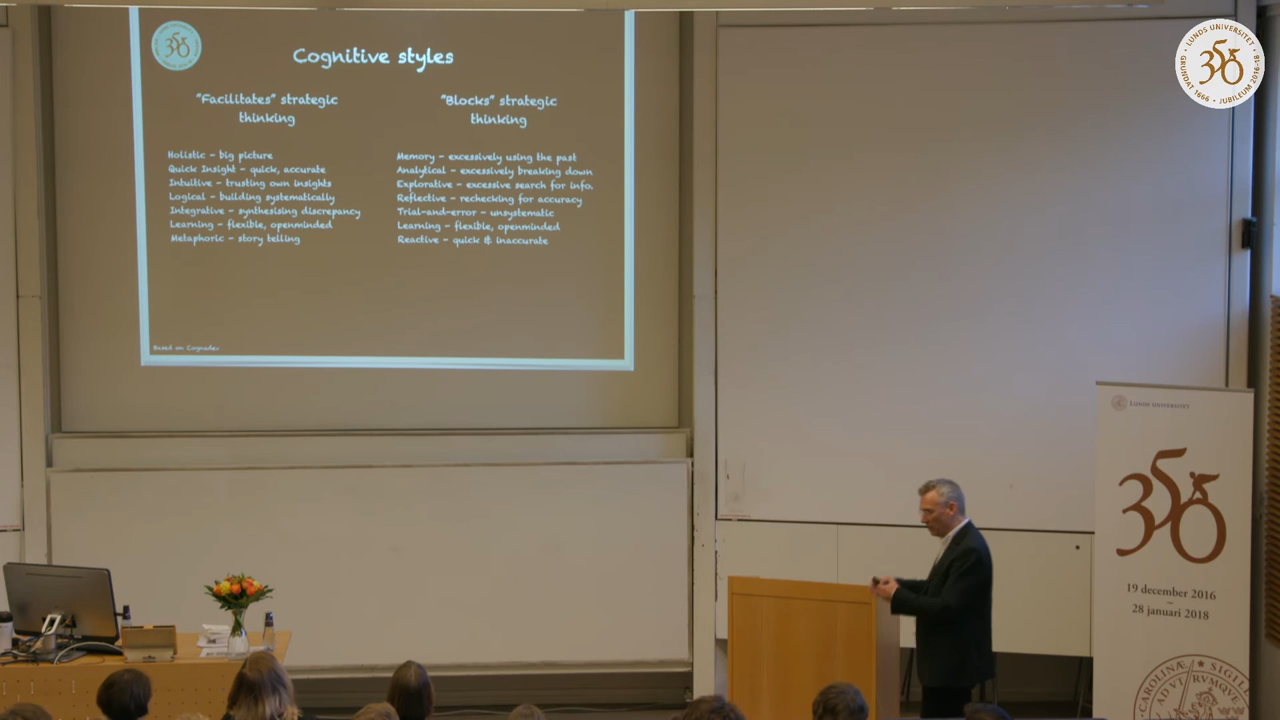 Cognitive styles
"Facilitates" strategic
thinking
Holistic - big picture
Quick Insight - quick, accurate
Intuitive - trusting own insights
Logical - building systematically
Integrative - synthesising discrepancy
Learning - flexible, openminded
Metaphoric - story telling
"Blocks" strategic
thinking
Memory - excessively using the past
Analytical - excessively breaking down
Explorative - excessive search for info.
Reflective - rechecking for accuracy
Trial-and-error - unsystematic
Learning - flexible, openminded
Reactive - quick & inaccurate
Based on Cognadev
LUNDS UNIVERSITET
350
GRUNDAT 1666 • JUBILEUM 2016-18
LUNDS UNIVERSITET
350
19 december 2016
–
28 januari 2018
CAROLINÆ ★ SIGILL
AD VTRVMQVE